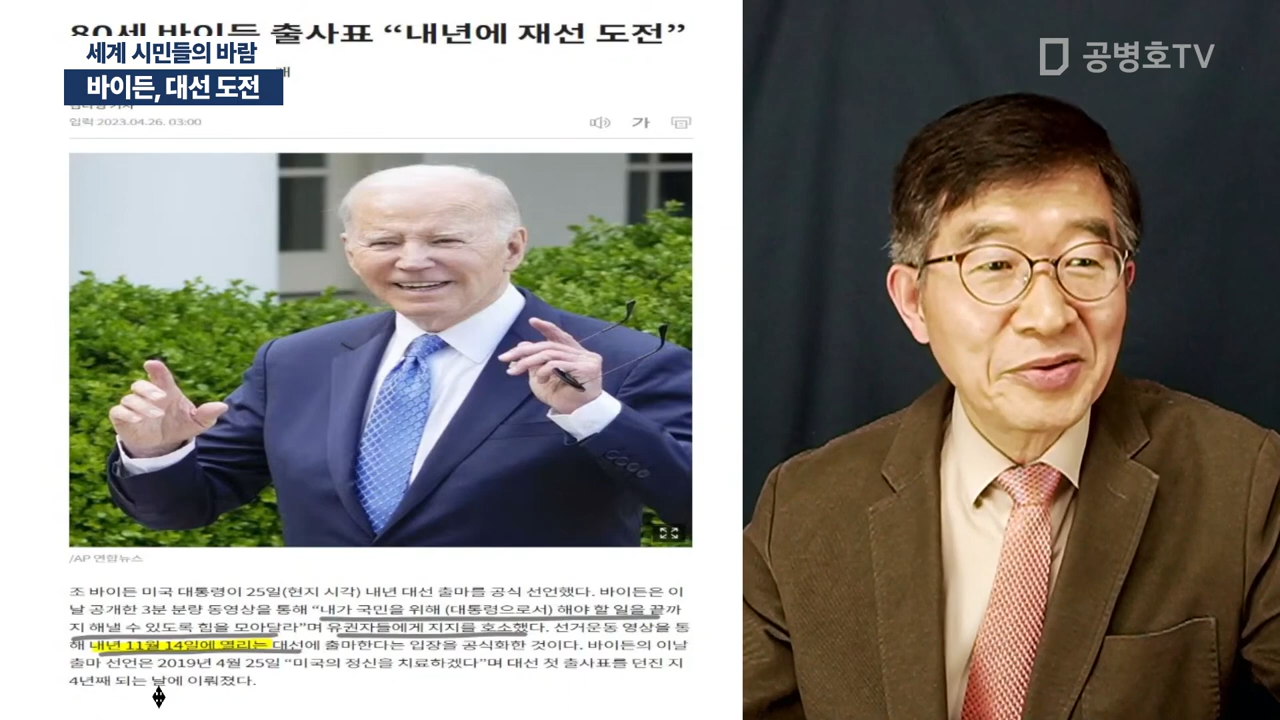 80세 바이든 출사표 “내년에 재선 도전”
세계 시민들의 바람
바이든, 대선 도전
입력 2023.04.26. 03:00
가
공병호TV
/AP 연합뉴스
조 바이든 미국 대통령이 25일(현지 시각) 내년 대선 출마를 공식 선언했다. 바이든은 이
날 공개한 3분 분량 동영상을 통해 “내가 국민을 위해 (대통령으로서) 해야 할 일을 끝까
지 해낼 수 있도록 힘을 모아달라”며 유권자들에게 지지를 호소했다. 선거운동 영상을 통
해 내년 11월 14일에 열리는 대선에 출마한다는 입장을 공식화한 것이다. 바이든의 이날
출마 선언은 2019년 4월 25일 “미국의 정신을 치료하겠다”며 대선 첫 출사표를 던진 지
4년째 되는 날에 이뤄졌다.